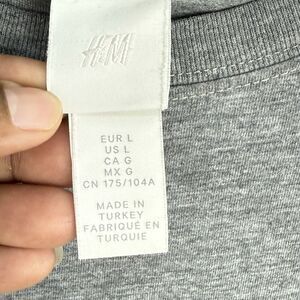 H&M
EUR L
US L
CA G
MX G
CN 175/104A
MADE IN
TURKEY
FABRIQUÉ EN
TURQUIE